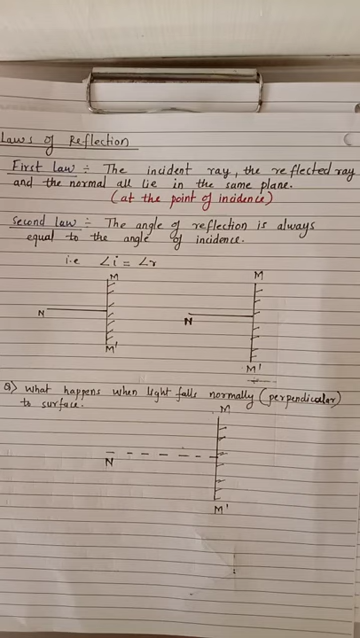 Laws of Reflection
First Law :- The incident ray, the reflected ray
and the normal all lie in the same plane.
(at the point of incidence)
Second law :- The angle of reflection is always
equal to the angle of incidence.
i.e ∠i = ∠r
M M
N N
M' M'
Q) What happens when light falls normally (perpendicular)
to surface.
M
N
M'